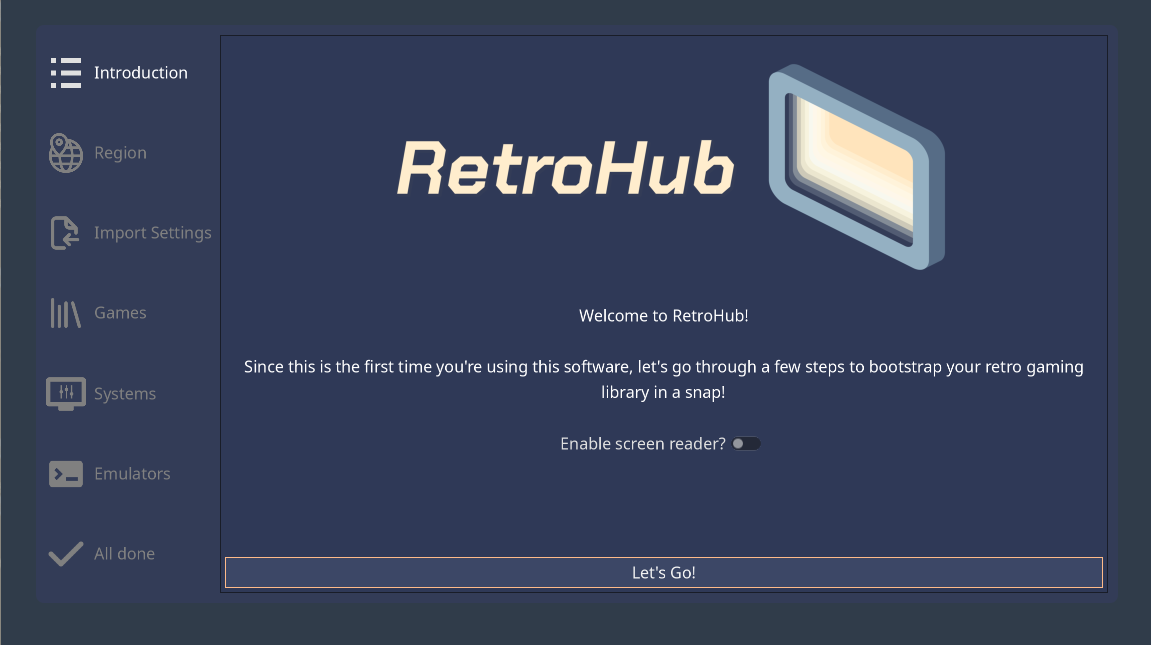 Introduction
Region
Import Settings
Games
Systems
Emulators
All done
RetroHub
Welcome to RetroHub!
Since this is the first time you're using this software, let's go through a few steps to bootstrap your retro gaming
library in a snap!
Enable screen reader?
Let's Go!